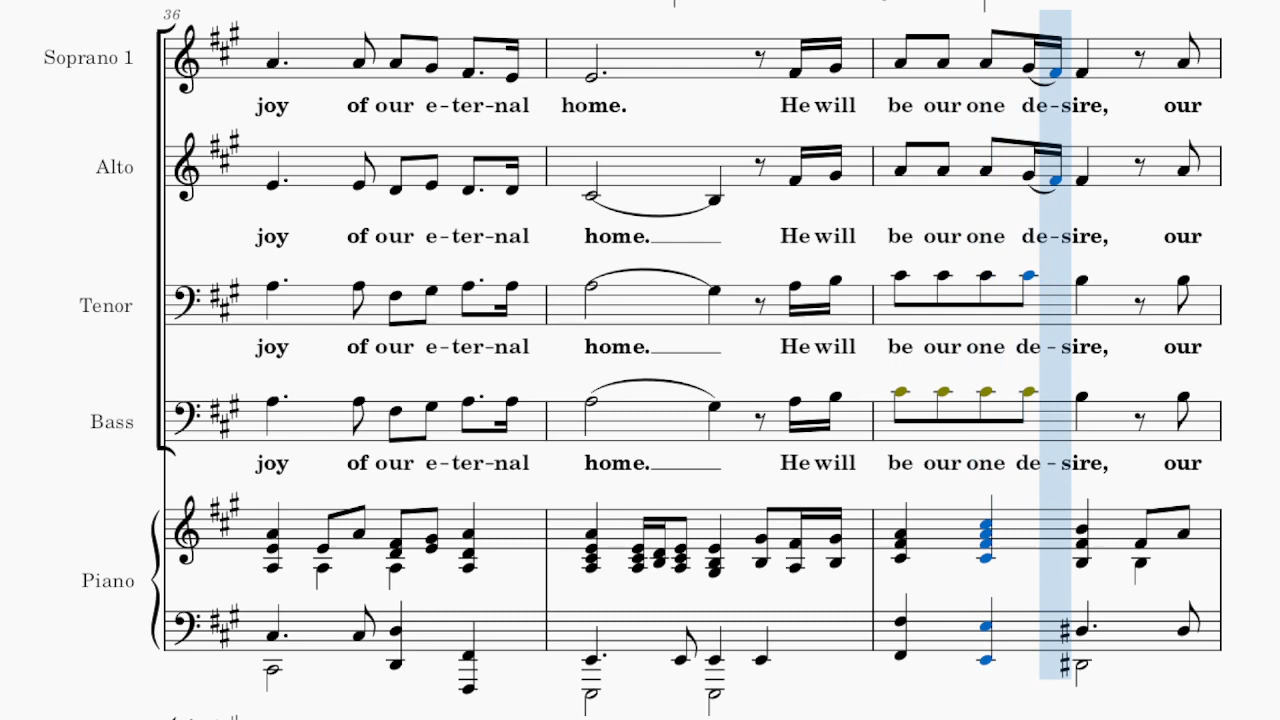 36
Soprano 1
joy of our e-ter-nal home. He will be our one de-sire, our
Alto
joy of our e-ter-nal home. He will be our one de-sire, our
Tenor
joy of our e-ter-nal home. He will be our one de-sire, our
Bass
joy of our e-ter-nal home. He will be our one de-sire, our
Piano